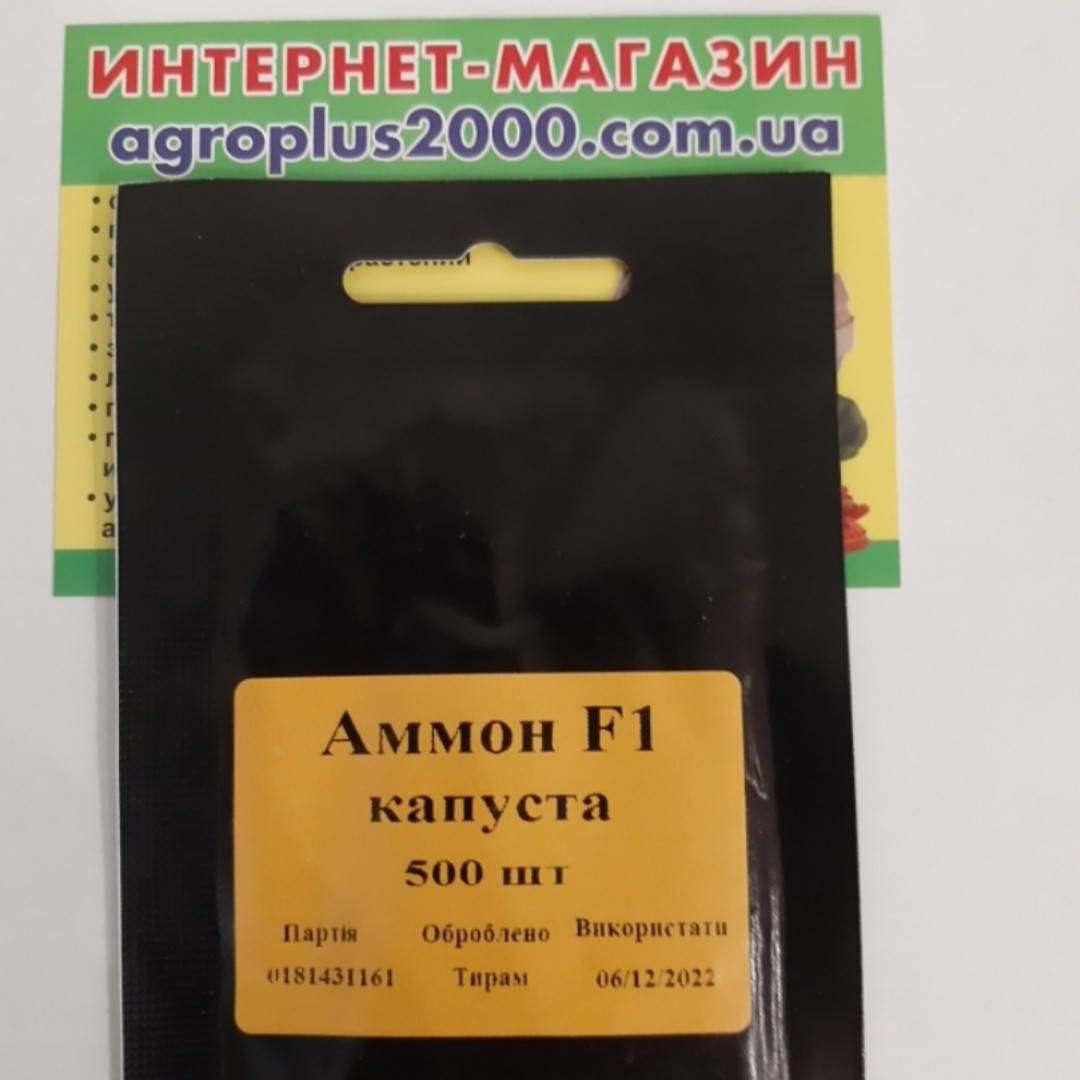 ИНТЕРНЕТ-МАГАЗИН
agroplus2000.com.ua
Аммон F1
капуста
500 шт
Партія Оброблено Використати
0181431161 Тирам 06/12/2022